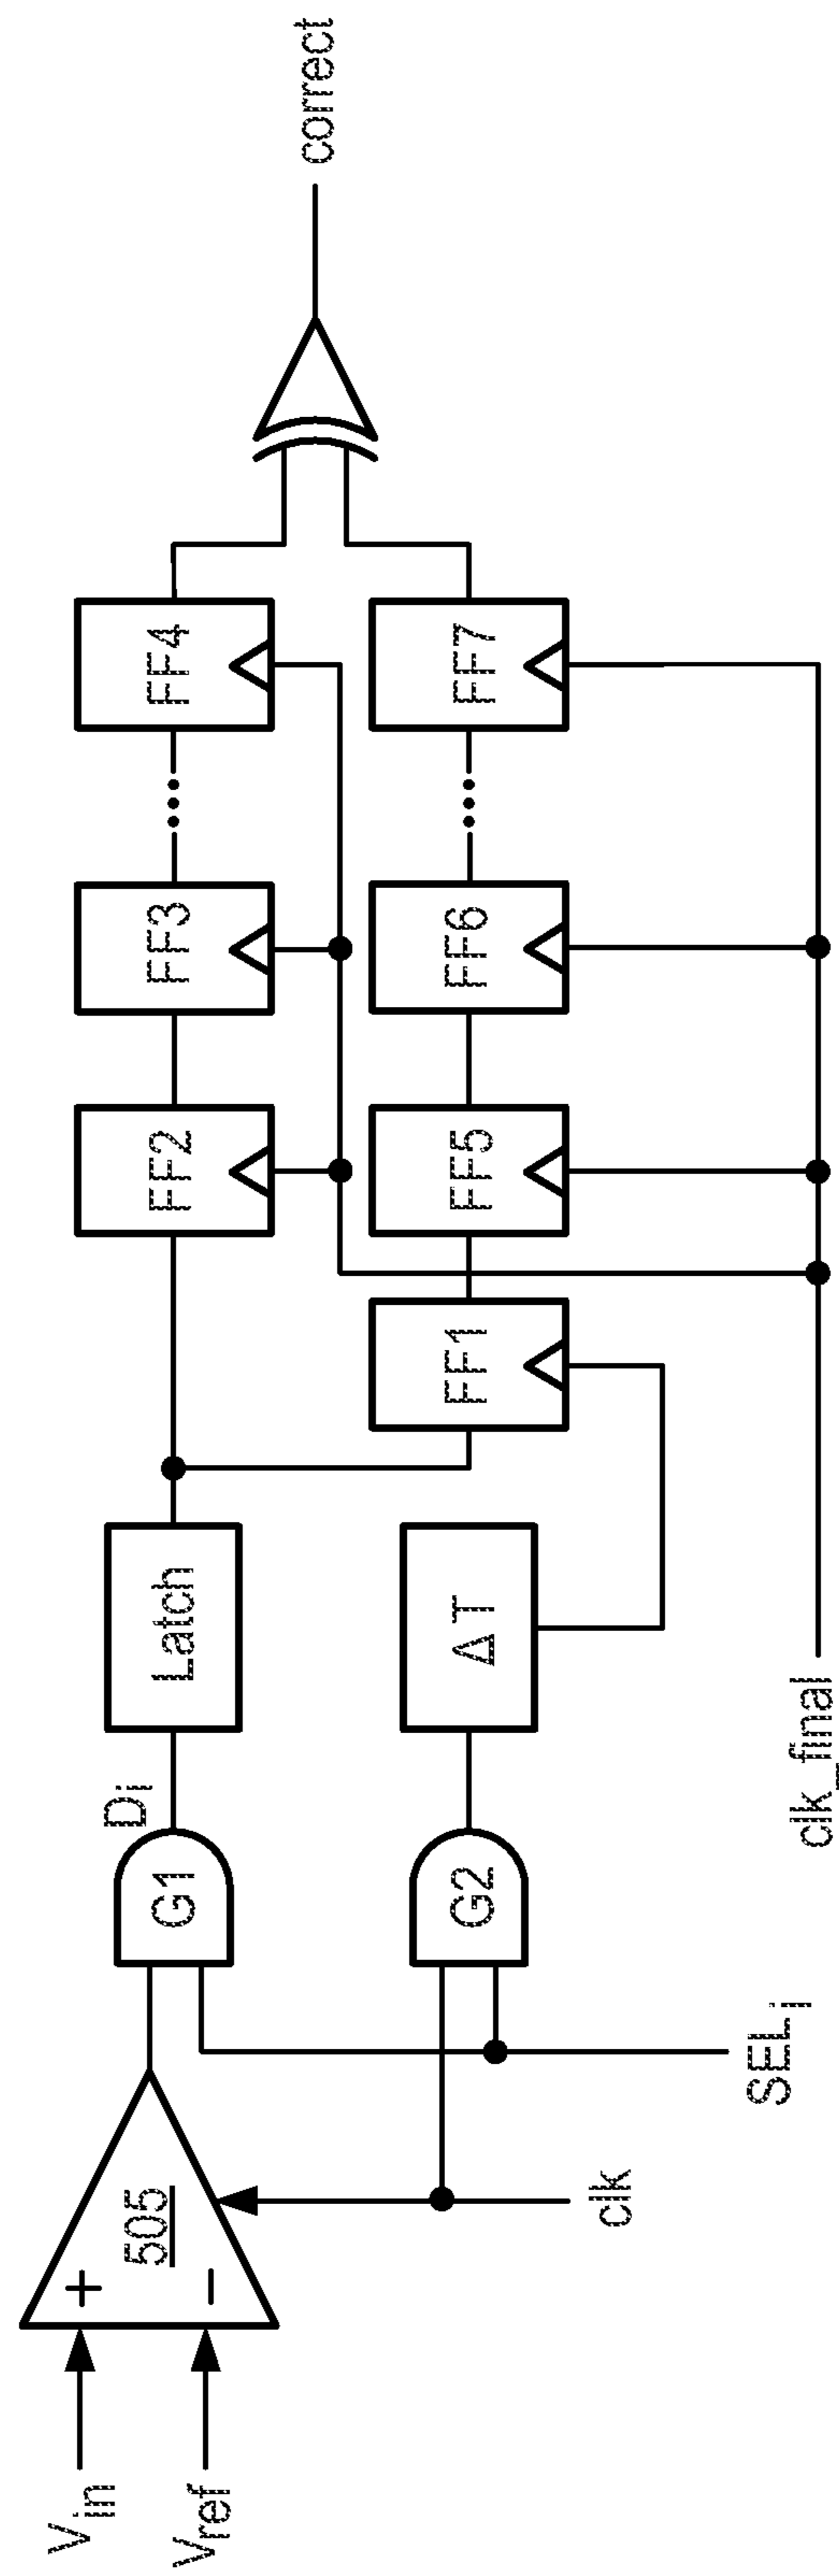 Vin
Vref
+
−
505
clk
SELi
G1
Di
G2
Latch
ΔT
clk_final
FF1
FF2
FF3
FF4
FF5
FF6
FF7
correct